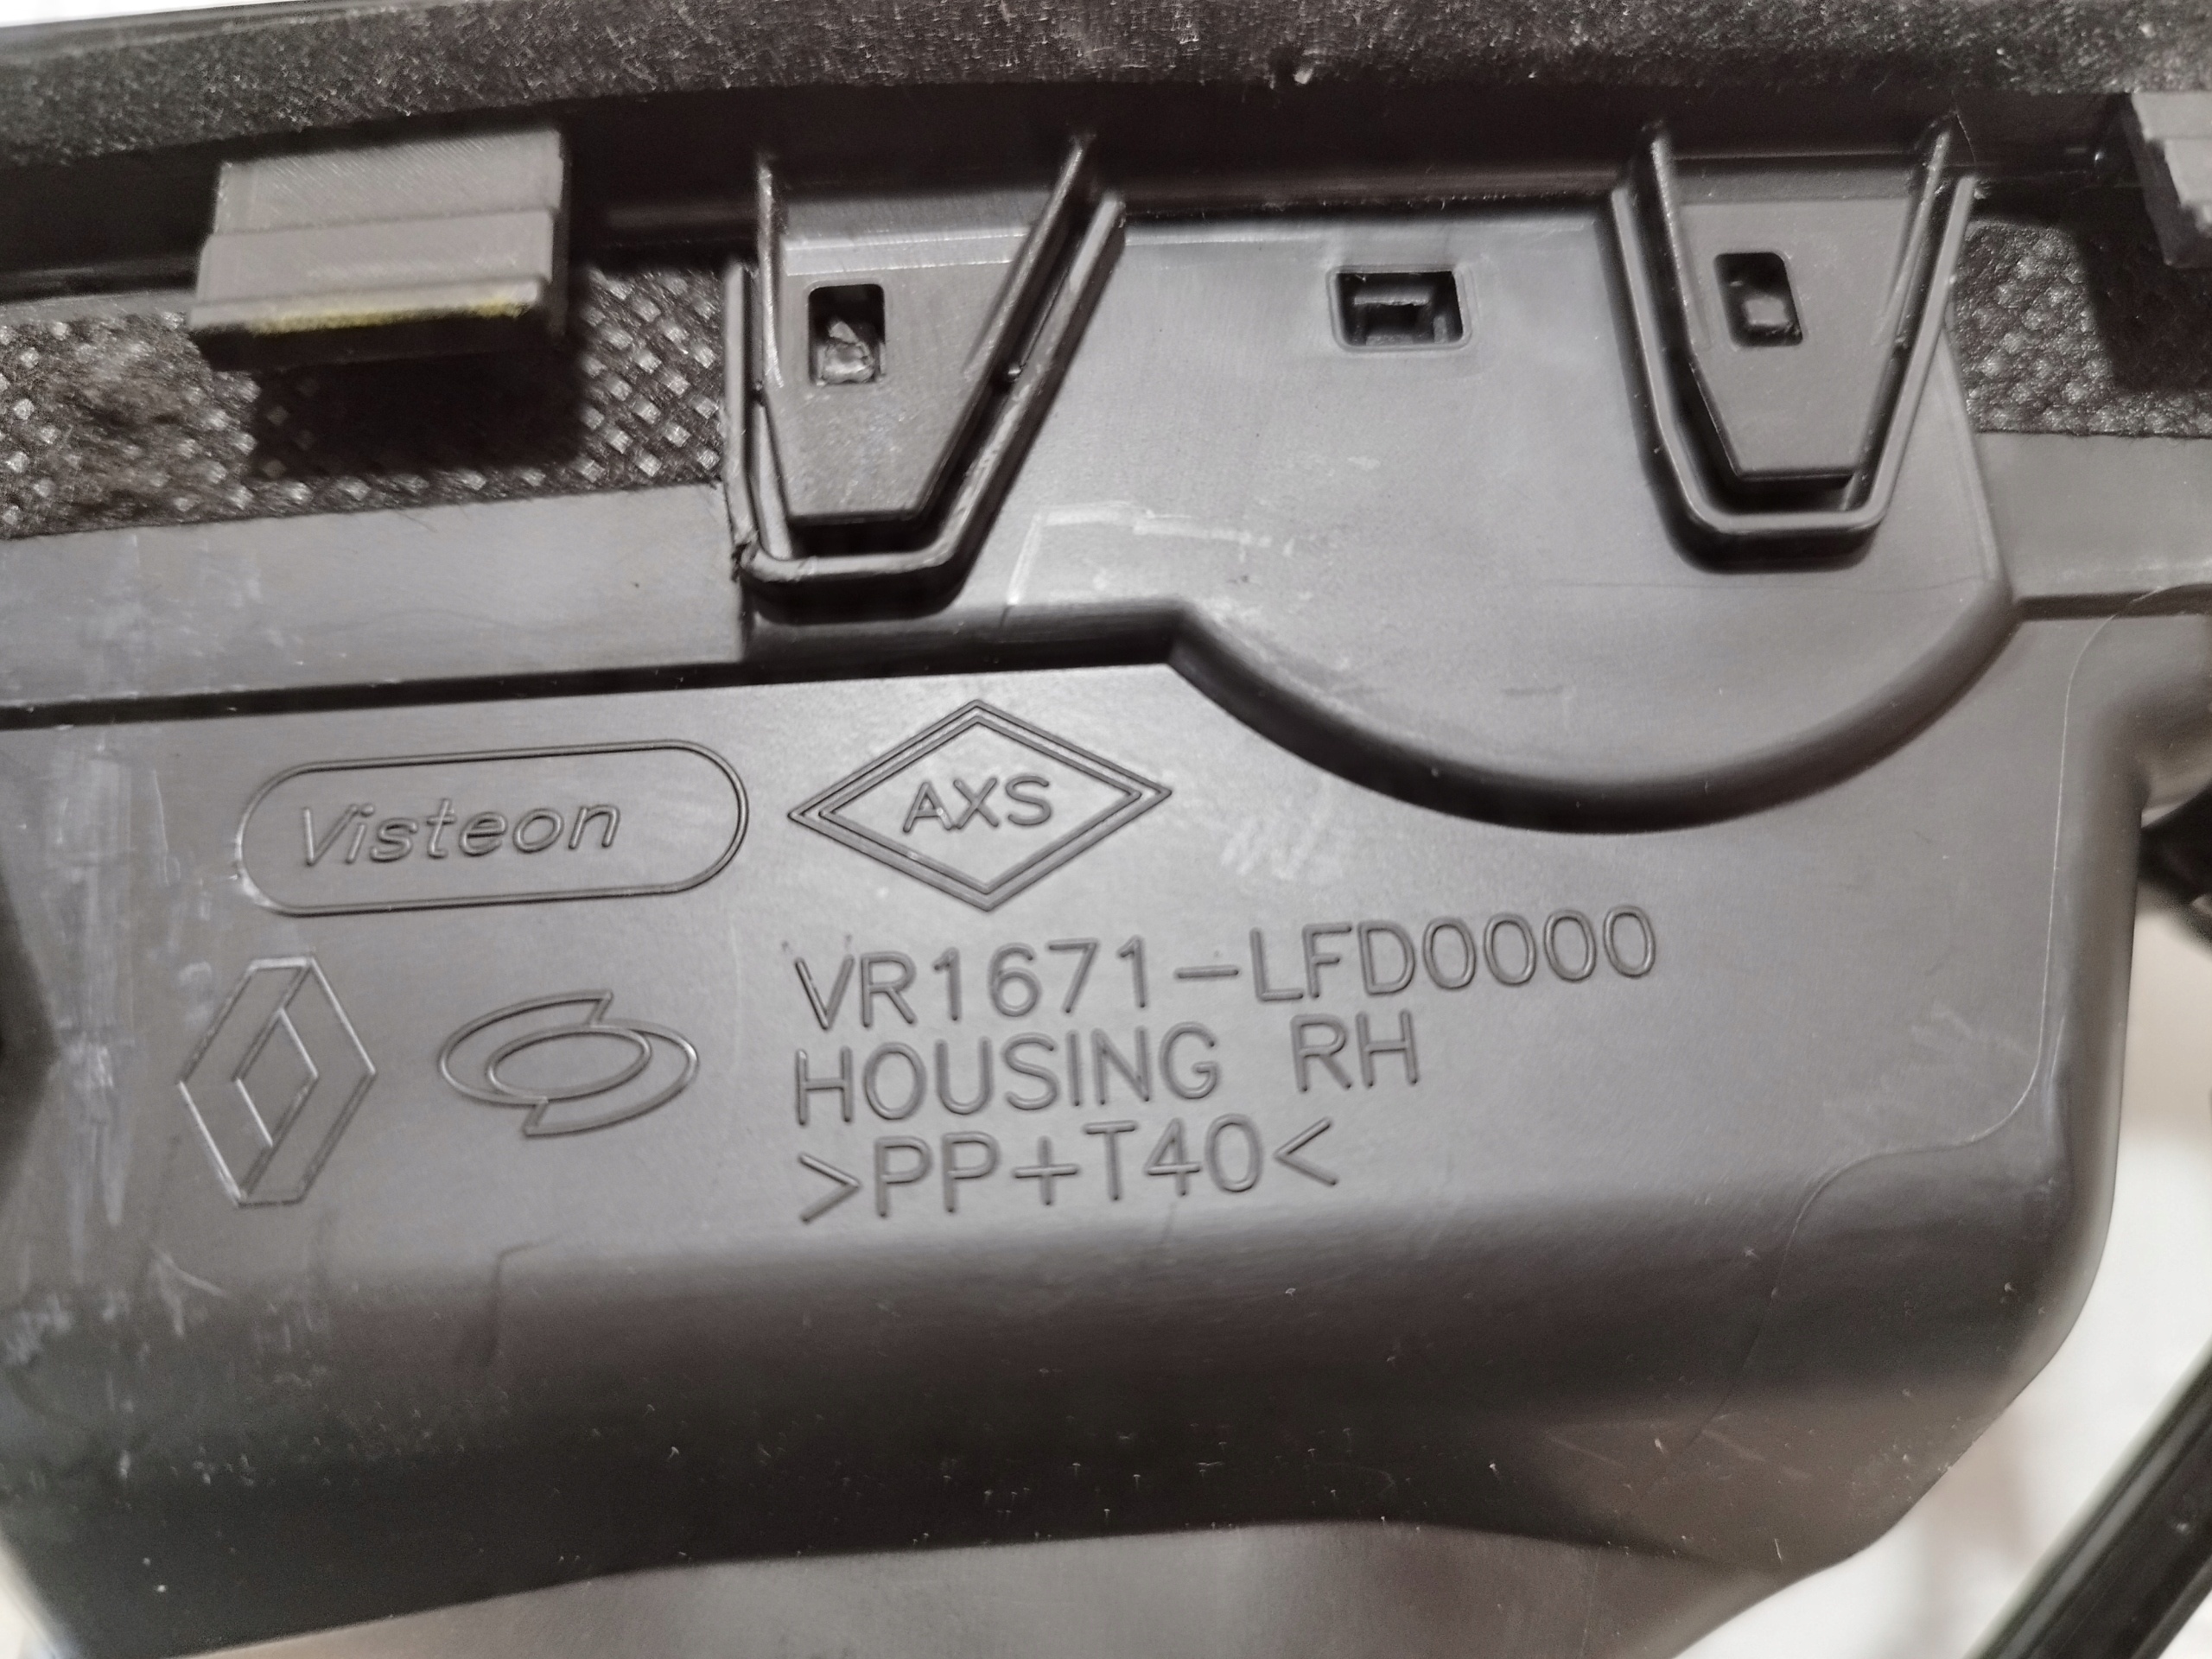 Visteon
AXS
VR1671-LFD0000
HOUSING RH
>PP+T40<